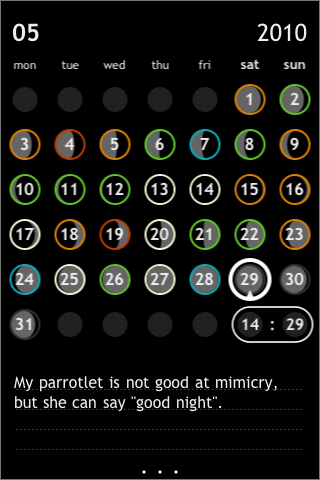 05 2010
mon tue wed thu fri sat sun
1 2
3 4 5 6 7 8 9
10 11 12 13 14 15 16
17 18 19 20 21 22 23
24 25 26 27 28 29 30
31 14 : 29
My parrotlet is not good at mimicry,
but she can say "good night".